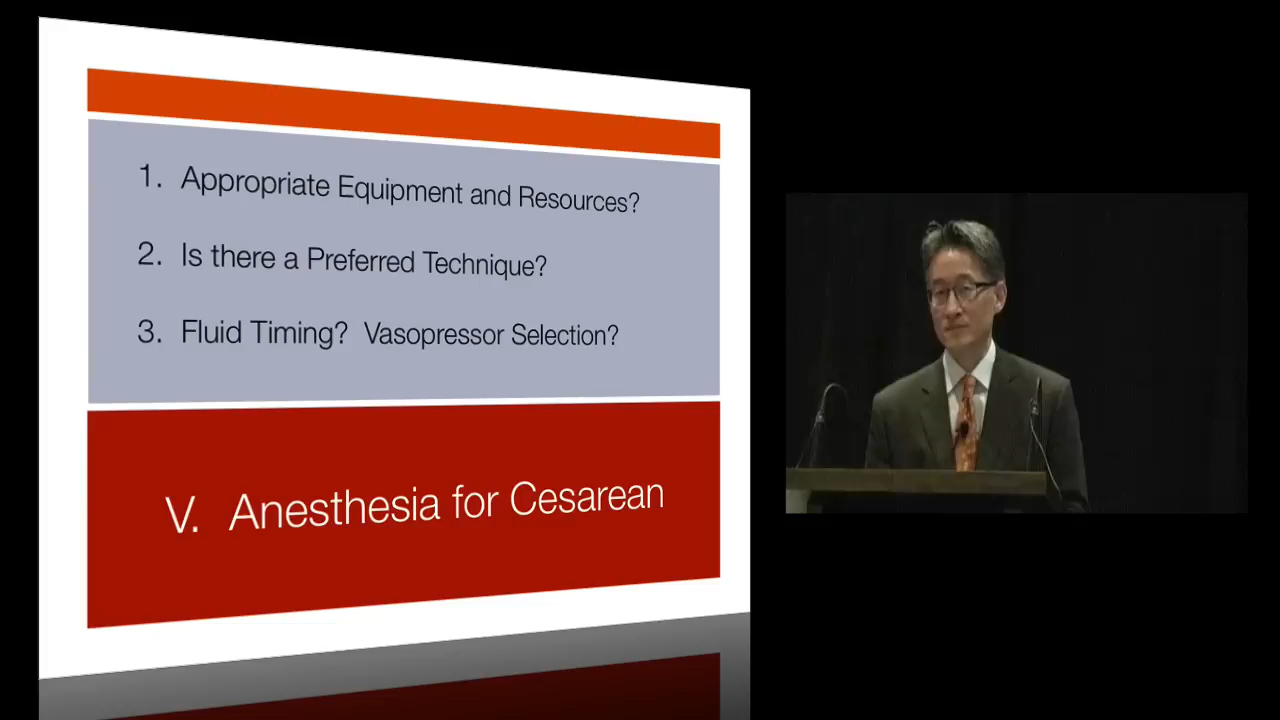 1. Appropriate Equipment and Resources?
2. Is there a Preferred Technique?
3. Fluid Timing? Vasopressor Selection?
V. Anesthesia for Cesarean